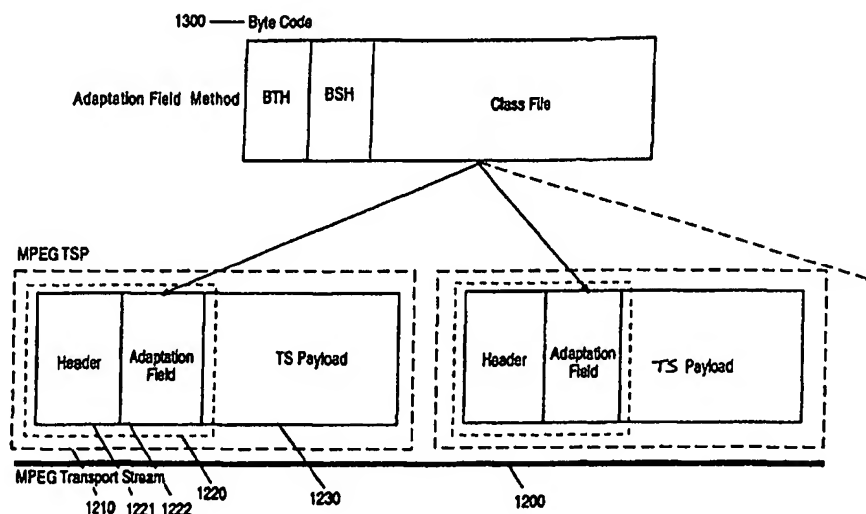 1300 Byte Code
Adaptation Field Method
BTH
BSH
Class File
MPEG TSP
Header
Adaptation
Field
TS Payload
Header
Adaptation
Field
TS Payload
MPEG Transport Stream
1210
1221
1222
1220
1230
1200